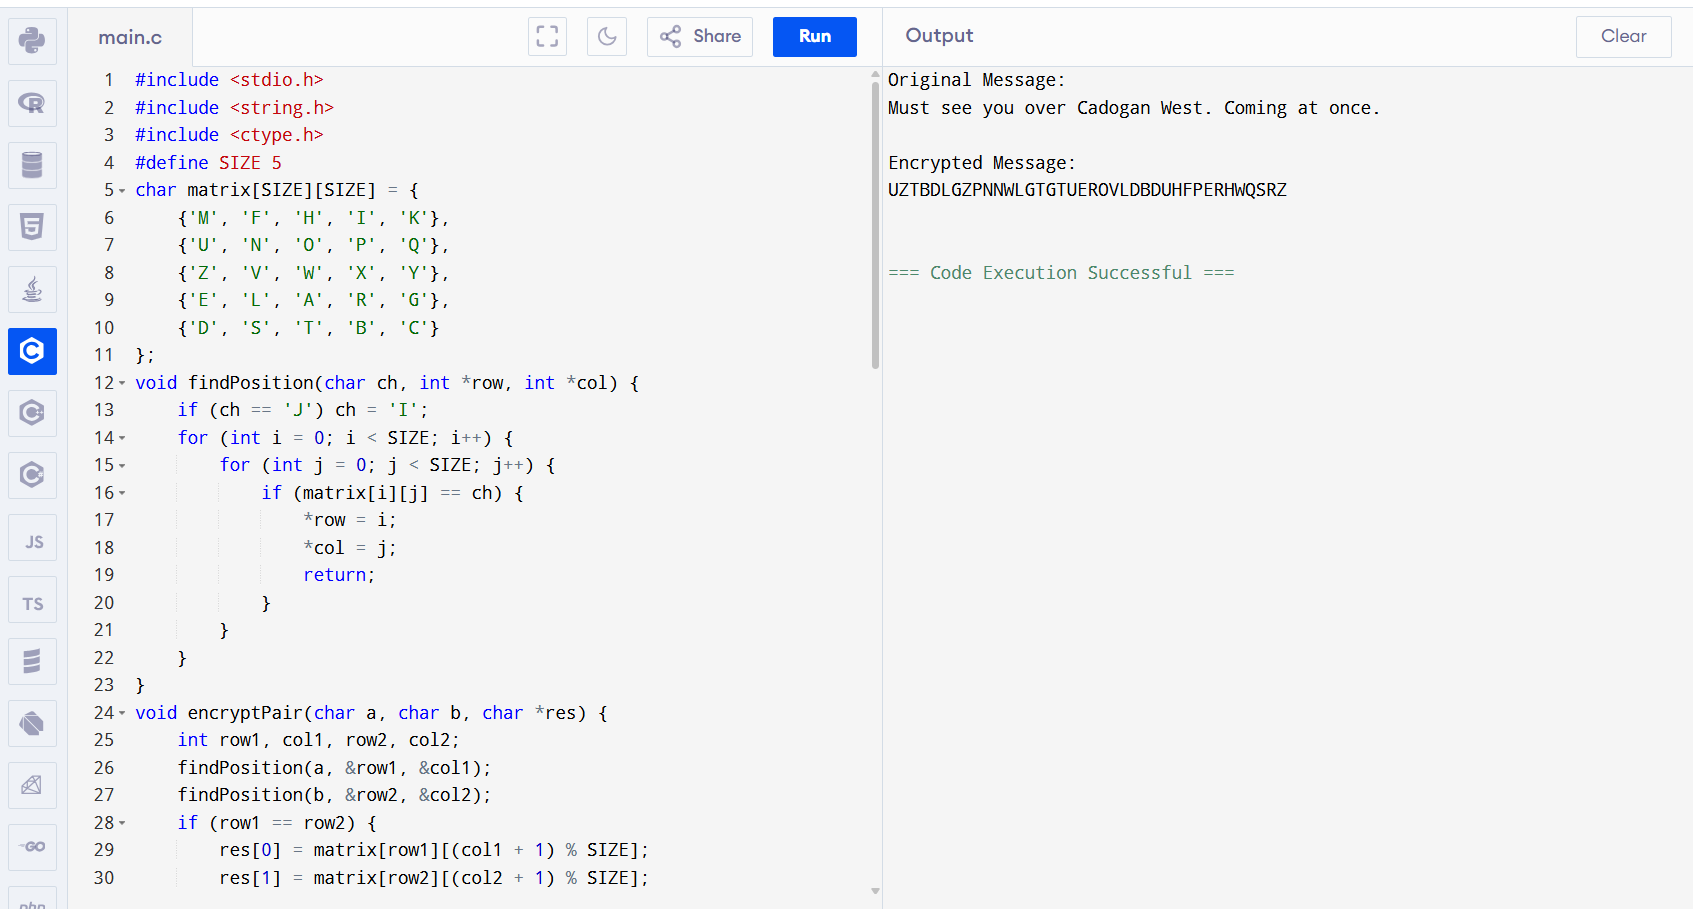 main.c
Share
Run
Output
Clear
1 #include <stdio.h>
2 #include <string.h>
3 #include <ctype.h>
4 #define SIZE 5
5 char matrix[SIZE][SIZE] = {
6     {'M', 'F', 'H', 'I', 'K'},
7     {'U', 'N', 'O', 'P', 'Q'},
8     {'Z', 'V', 'W', 'X', 'Y'},
9     {'E', 'L', 'A', 'R', 'G'},
10     {'D', 'S', 'T', 'B', 'C'}
11 };
12 void findPosition(char ch, int *row, int *col) {
13     if (ch == 'J') ch = 'I';
14     for (int i = 0; i < SIZE; i++) {
15         for (int j = 0; j < SIZE; j++) {
16             if (matrix[i][j] == ch) {
17                 *row = i;
18                 *col = j;
19                 return;
20             }
21         }
22     }
23 }
24 void encryptPair(char a, char b, char *res) {
25     int row1, col1, row2, col2;
26     findPosition(a, &row1, &col1);
27     findPosition(b, &row2, &col2);
28     if (row1 == row2) {
29         res[0] = matrix[row1][(col1 + 1) % SIZE];
30         res[1] = matrix[row2][(col2 + 1) % SIZE];
Original Message:
Must see you over Cadogan West. Coming at once.
Encrypted Message:
UZTBDLGZPNNWLGTGTUEROVLDBDUHFPERHWQSRZ
=== Code Execution Successful ===
R
5
C
C
C
JS
TS
GO
php